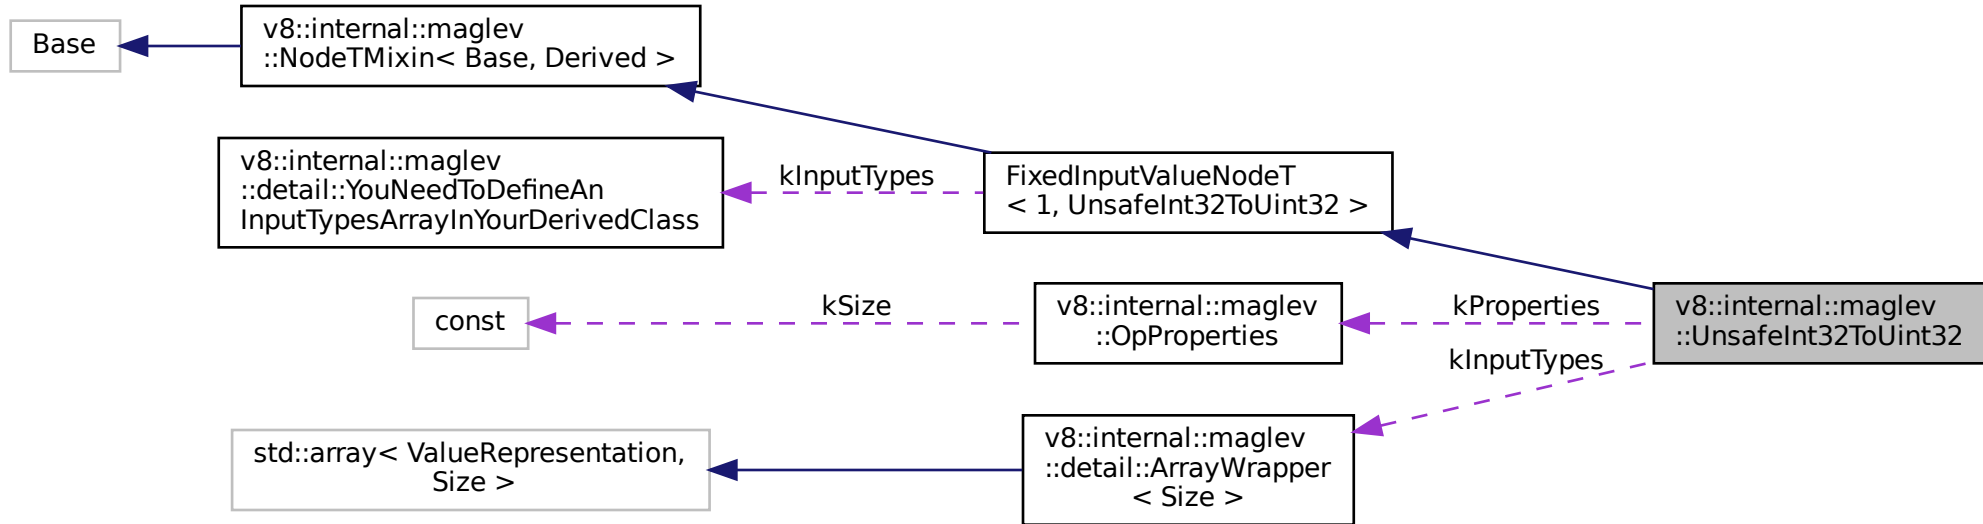 Base
v8::internal::maglev
::NodeTMixin< Base, Derived >
v8::internal::maglev
::detail::YouNeedToDefineAn
InputTypesArrayInYourDerivedClass
kInputTypes
FixedInputValueNodeT
< 1, UnsafeInt32ToUint32 >
const
kSize
v8::internal::maglev
::OpProperties
kProperties
v8::internal::maglev
::UnsafeInt32ToUint32
kInputTypes
std::array< ValueRepresentation,
Size >
v8::internal::maglev
::detail::ArrayWrapper
< Size >